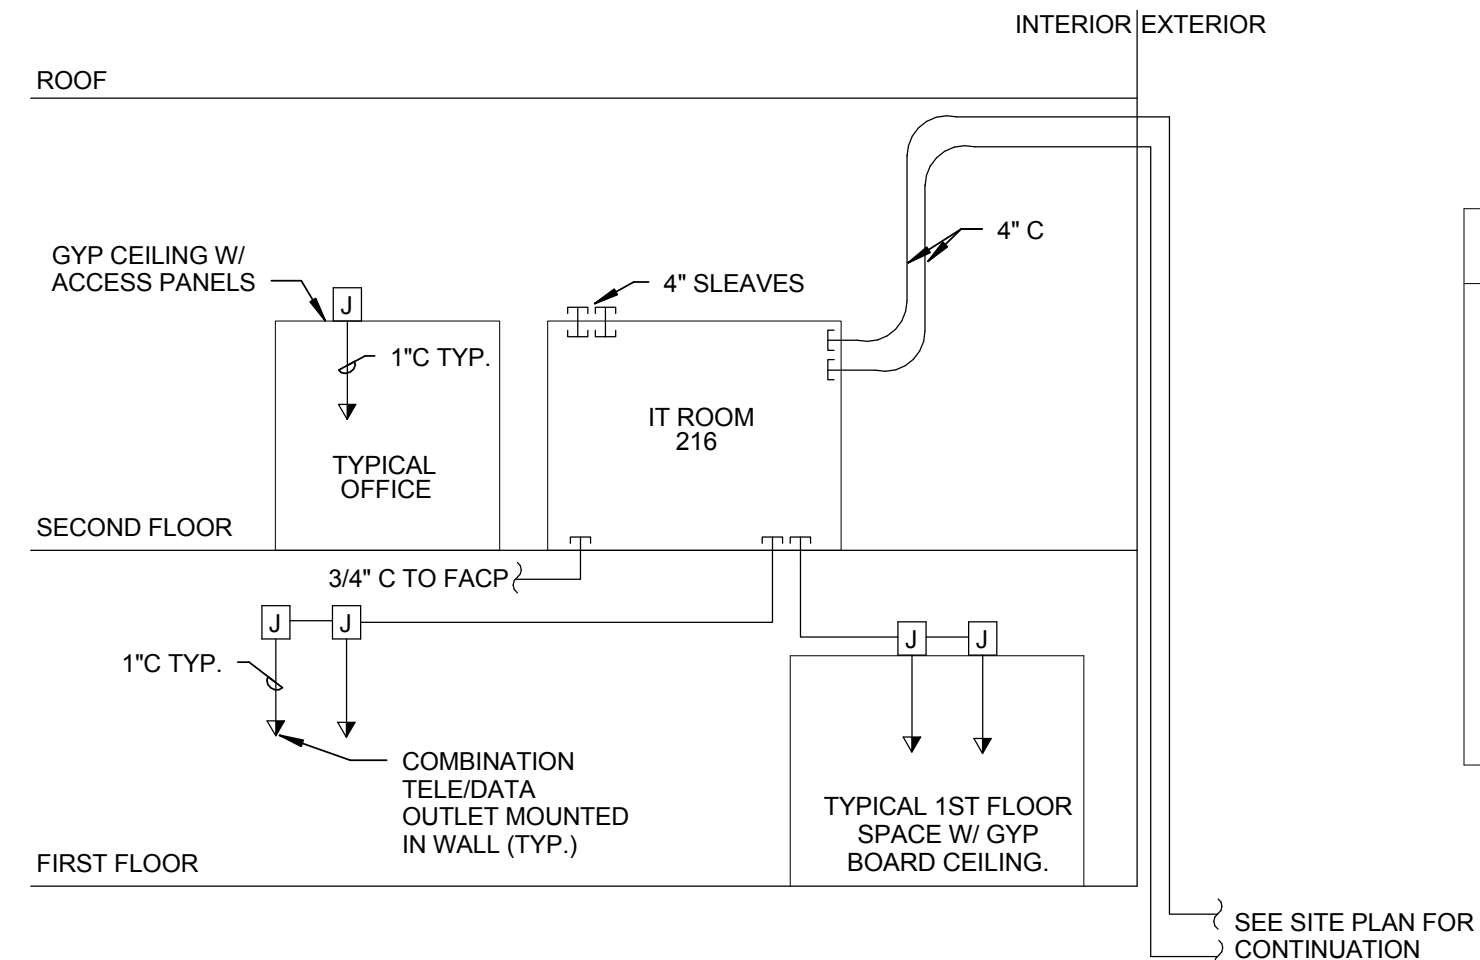 INTERIOR EXTERIOR
ROOF
4" C
GYP CEILING W/
ACCESS PANELS
4" SLEAVES
J
1"C TYP.
IT ROOM
216
TYPICAL
OFFICE
SECOND FLOOR
3/4" C TO FACP
J J
J J
1"C TYP.
COMBINATION
TELE/DATA
OUTLET MOUNTED
IN WALL (TYP.)
TYPICAL 1ST FLOOR
SPACE W/ GYP
BOARD CEILING.
FIRST FLOOR
SEE SITE PLAN FOR
CONTINUATION